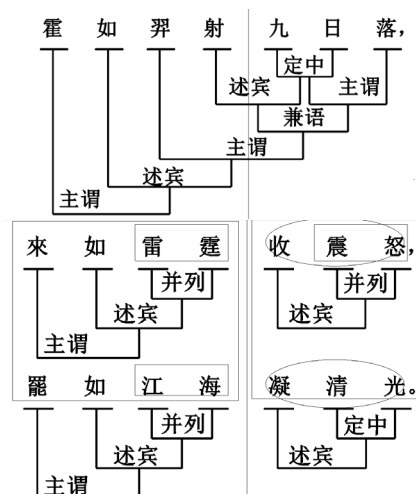 霍 如 羿 射 九 日 落，
定中
述宾 主谓
兼语
主谓
述宾
主谓
來 如 雷 霆 收 震 怒，
并列 并列
述宾 述宾
主谓
罷 如 江 海 凝 清 光。
并列 定中
述宾 述宾
主谓